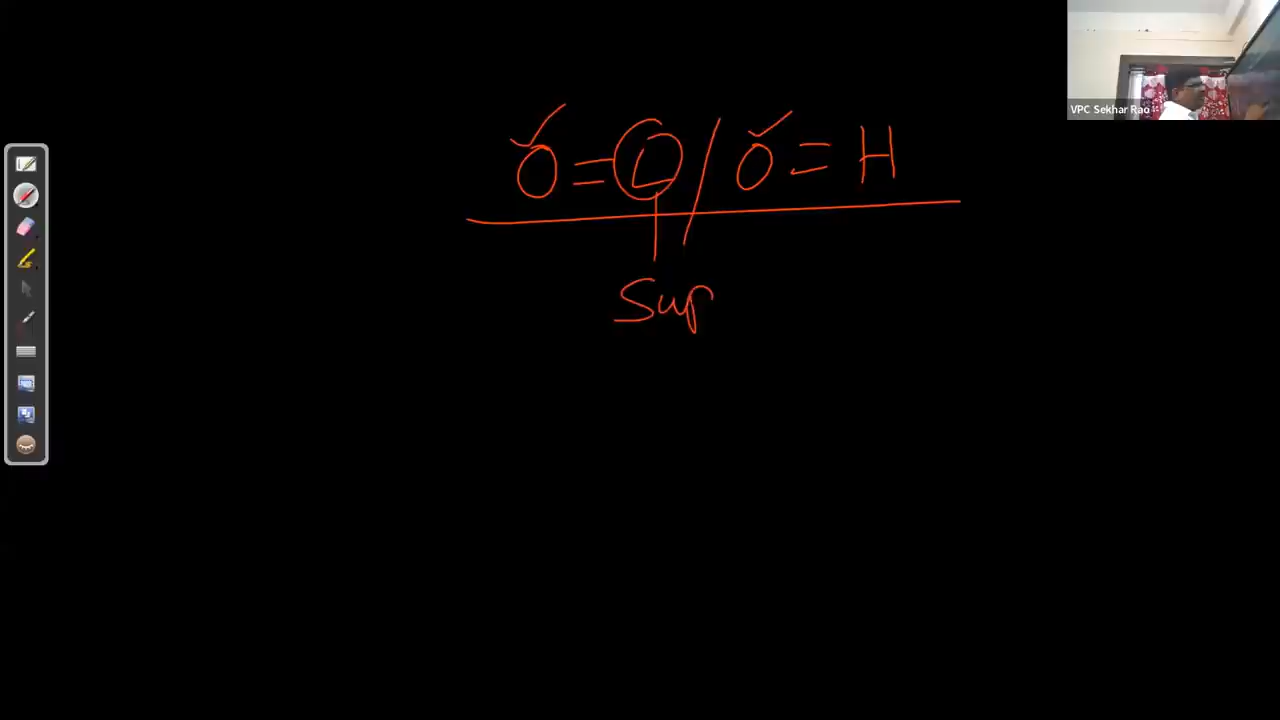 VPC Sekhar Rao
O = L / O = H
Sup